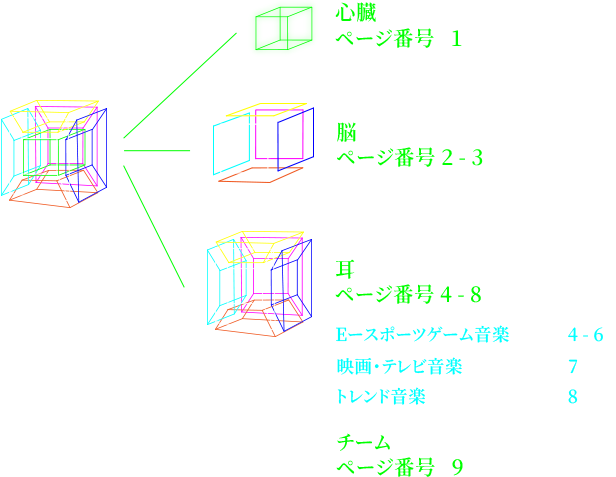 心臓
ページ番号 1
脳
ページ番号 2 - 3
耳
ページ番号 4 - 8
Eースポーツゲーム音楽 4 - 6
映画・テレビ音楽 7
トレンド音楽 8
チーム
ページ番号 9